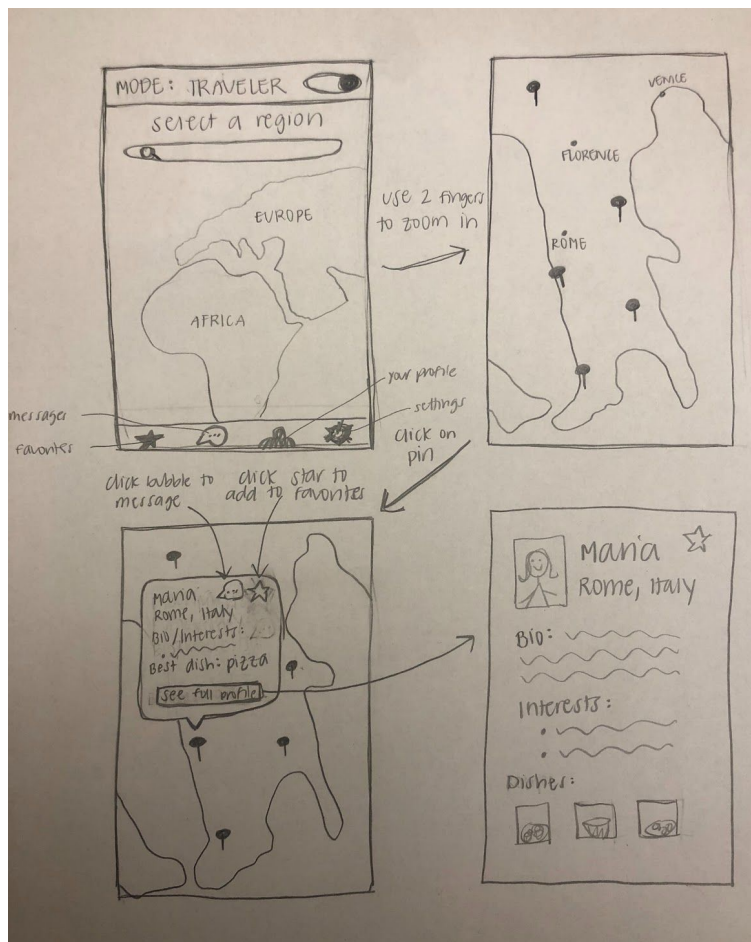 MODE: TRAVELER
select a region
EUROPE
AFRICA
messages
favorites
your profile
settings
use 2 fingers
to zoom in
VENICE
FLORENCE
ROME
click on
pin
click bubble to
message
click star to
add to favorites
Maria
Rome, Italy
Bio/Interests:
Best dish: pizza
see full profile
Maria
Rome, Italy
Bio:
Interests:
Dishes: